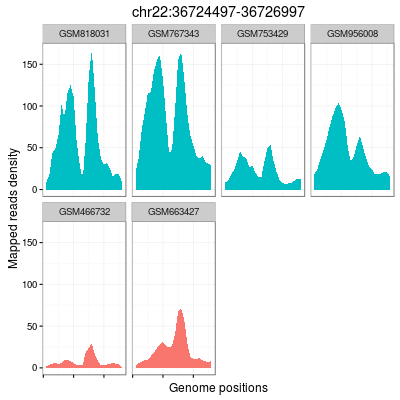 chr22:36724497-36726997
GSM818031 GSM767343 GSM753429 GSM956008
150
100
50
0
GSM466732 GSM663427
150
100
50
0
Mapped reads density
Genome positions